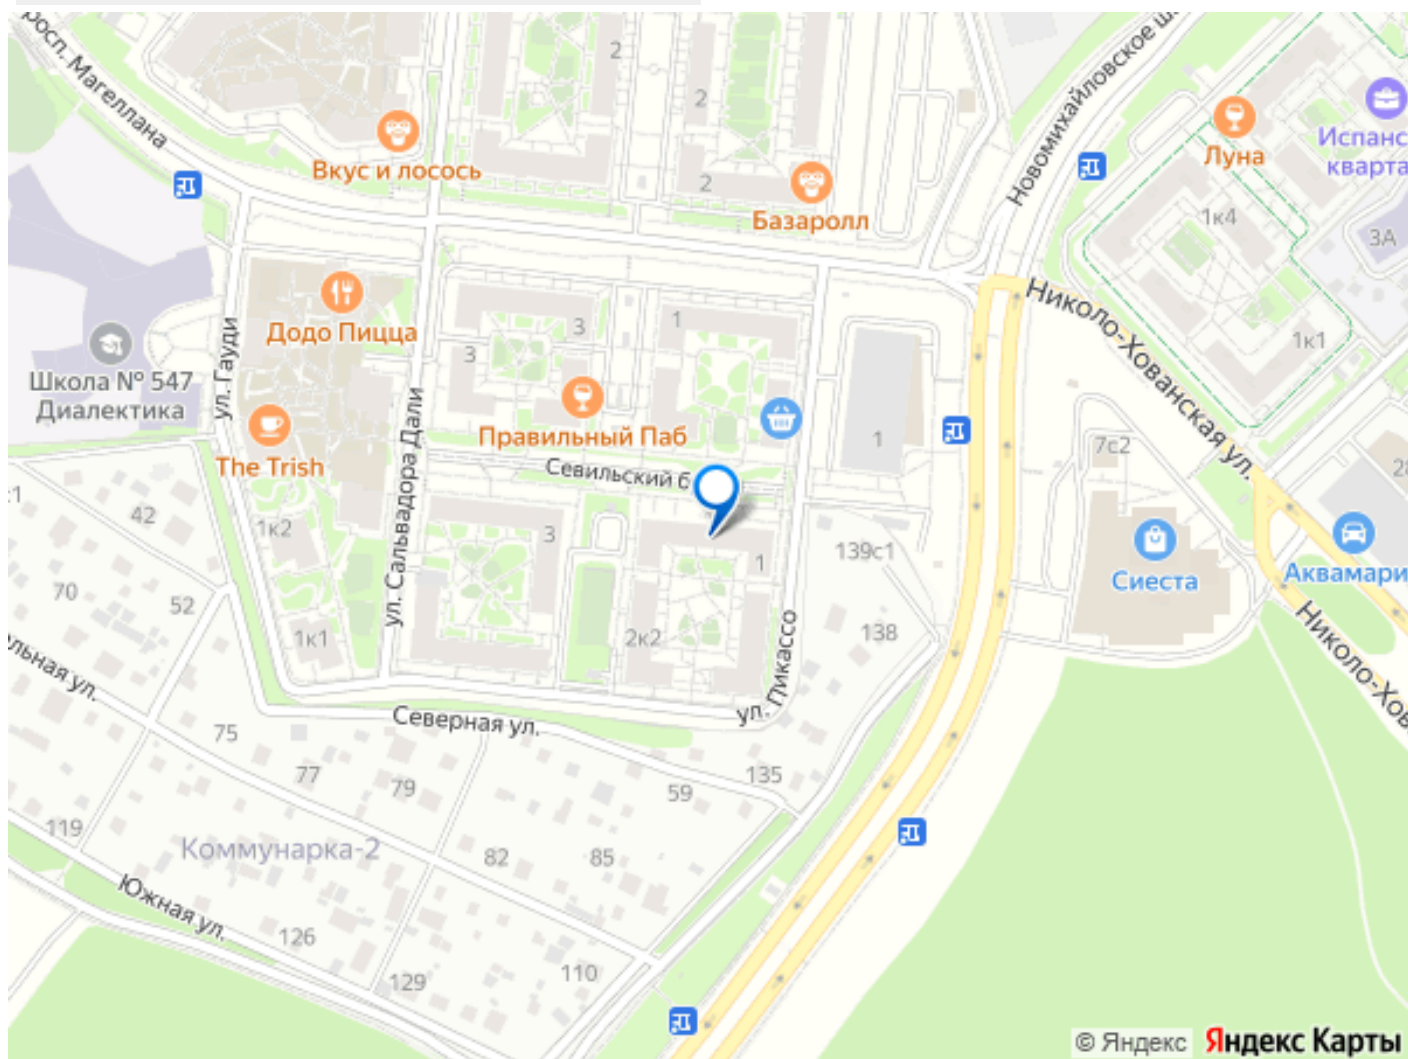 просп. Магеллана
2
2
2
Вкус и лосось
Базаролл
Новомихайловское ш
Луна
Испанс
кварта
1к4
3А
Николо-Хованская ул.
1к1
Додо Пицца
ул. Гауди
3
1
3
Школа № 547
Диалектика
ул. Сальвадора Дали
Правильный Паб
1
7с2
28
The Trish
Севильский б
42
1к2
3
1
139с1
Сиеста
Аквамари
70
52
1к1
2к2
138
ул. Пикассо
Николо-Хов
льная ул.
Северная ул.
75
77
79
59
135
119
Коммунарка-2
82
85
Южная ул.
126
129
110
© Яндекс Яндекс Карты